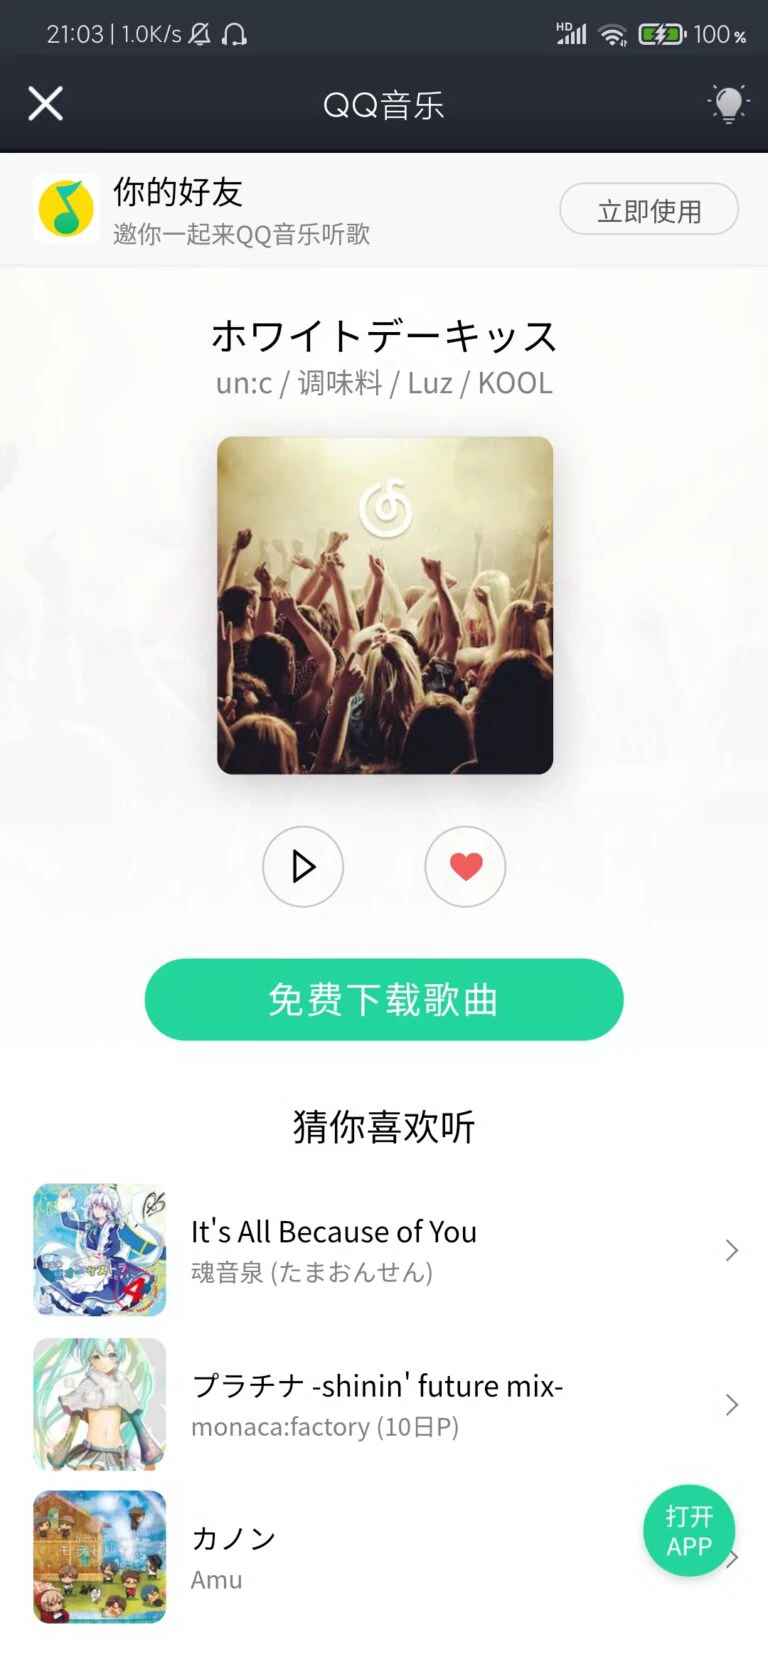 21:03 | 1.0K/s
HD
100%
QQ音乐
你的好友
邀你一起来QQ音乐听歌
立即使用
ホワイトデーキッス
un:c / 调味料 / Luz / KOOL
免费下载歌曲
猜你喜欢听
It's All Because of You
魂音泉 (たまおんせん)
プラチナ -shinin' future mix-
monaca:factory (10日P)
カノン
Amu
打开
APP